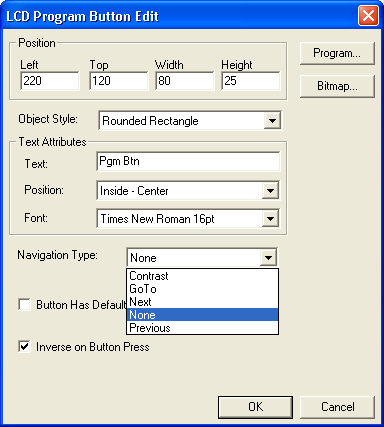 LCD Program Button Edit
Position
Left Top Width Height
220 120 80 25
Program...
Bitmap...
Object Style: Rounded Rectangle
Text Attributes
Text: Pgm Btn
Position: Inside - Center
Font: Times New Roman 16pt
Navigation Type: None
Contrast
GoTo
Next
None
Previous
Button Has Default
Inverse on Button Press
OK Cancel